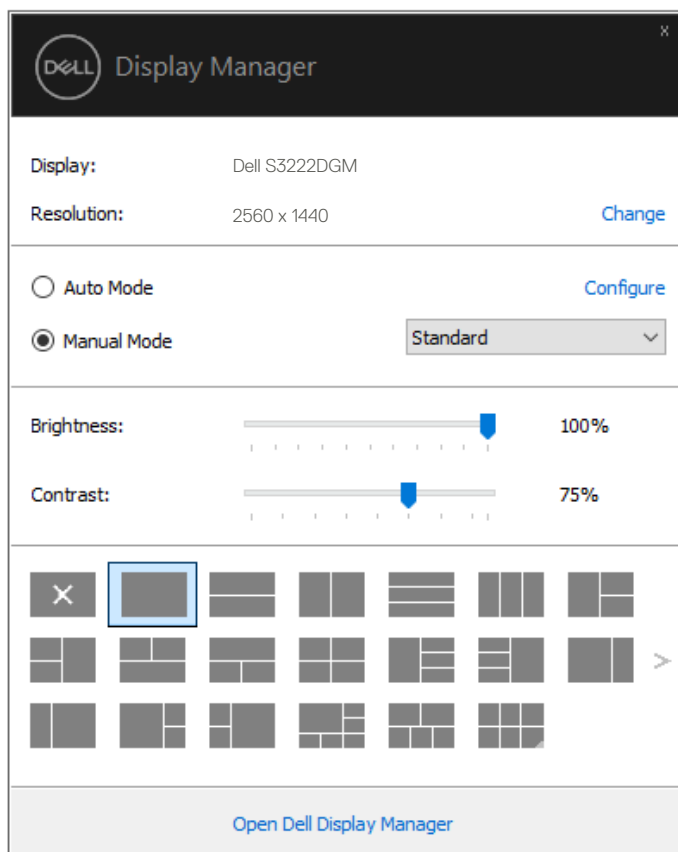 x
DELL Display Manager
Display: Dell S3222DGM
Resolution: 2560 x 1440 Change
Auto Mode Configure
Manual Mode Standard
Brightness: 100%
Contrast: 75%
Open Dell Display Manager